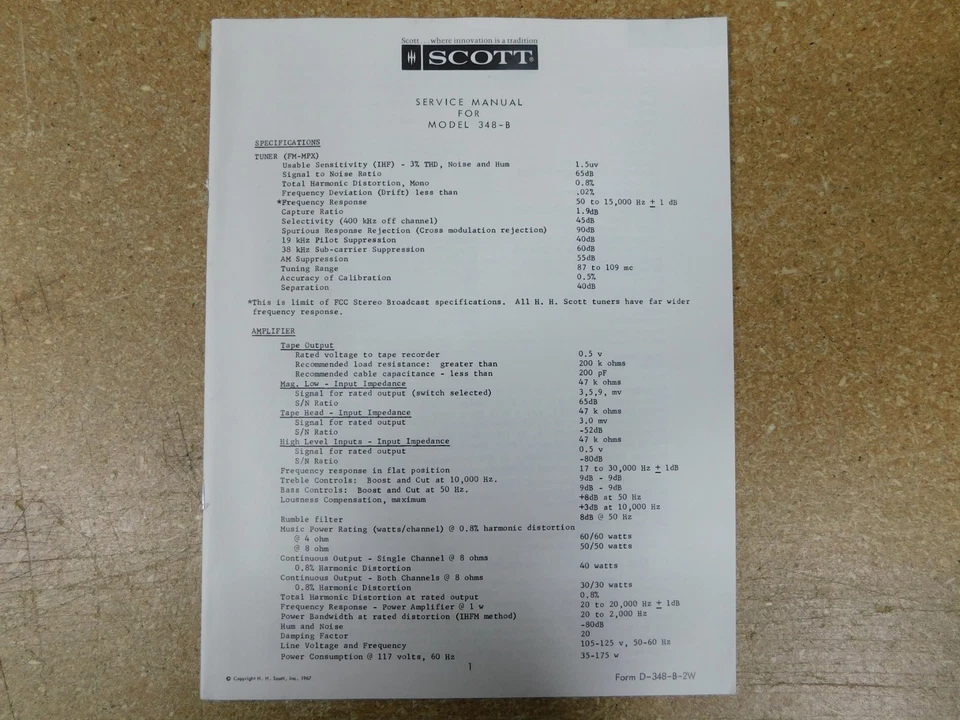 Scott... where innovation is a tradition
SCOTT®
SERVICE MANUAL
FOR
MODEL 348-B
SPECIFICATIONS
TUNER (FM-MPX)
Usable Sensitivity (IHF) - 3% THD, Noise and Hum 1.5uv
Signal to Noise Ratio 65dB
Total Harmonic Distortion, Mono 0.8%
Frequency Deviation (Drift) less than .02%
*Frequency Response 50 to 15,000 Hz ± 1 dB
Capture Ratio 1.9dB
Selectivity (400 kHz off channel) 45dB
Spurious Response Rejection (Cross modulation rejection) 90dB
19 kHz Pilot Suppression 40dB
38 kHz Sub-carrier Suppression 60dB
AM Suppression 55dB
Tuning Range 87 to 109 mc
Accuracy of Calibration 0.5%
Separation 40dB
*This is limit of FCC Stereo Broadcast specifications. All H. H. Scott tuners have far wider
frequency response.
AMPLIFIER
Tape Output
Rated voltage to tape recorder 0.5 v
Recommended load resistance: greater than 200 k ohms
Recommended cable capacitance - less than 200 pF
Mag. Low - Input Impedance 47 k ohms
Signal for rated output (switch selected) 3,5,9, mv
S/N Ratio 65dB
Tape Head - Input Impedance 47 k ohms
Signal for rated output 3.0 mv
S/N Ratio -52dB
High Level Inputs - Input Impedance 47 k ohms
Signal for rated output 0.5 v
S/N Ratio -80dB
Frequency response in flat position 17 to 30,000 Hz ± 1dB
Treble Controls: Boost and Cut at 10,000 Hz. 9dB - 9dB
Bass Controls: Boost and Cut at 50 Hz. 9dB - 9dB
Lousness Compensation, maximum +8dB at 50 Hz
+3dB at 10,000 Hz
Rumble filter 8dB @ 50 Hz
Music Power Rating (watts/channel) @ 0.8% harmonic distortion
@ 4 ohm 60/60 watts
@ 8 ohm 50/50 watts
Continuous Output - Single Channel @ 8 ohms
0.8% Harmonic Distortion 40 watts
Continuous Output - Both Channels @ 8 ohms
0.8% Harmonic Distortion 30/30 watts
Total Harmonic Distortion at rated output 0.8%
Frequency Response - Power Amplifier @ 1 w 20 to 20,000 Hz ± 1dB
Power Bandwidth at rated distortion (IHFM method) 20 to 2,000 Hz
Hum and Noise -80dB
Damping Factor 20
Line Voltage and Frequency 105-125 v, 50-60 Hz
Power Consumption @ 117 volts, 60 Hz 35-175 w
1
© Copyright H. H. Scott, Inc. 1967 Form D-348-B-2W